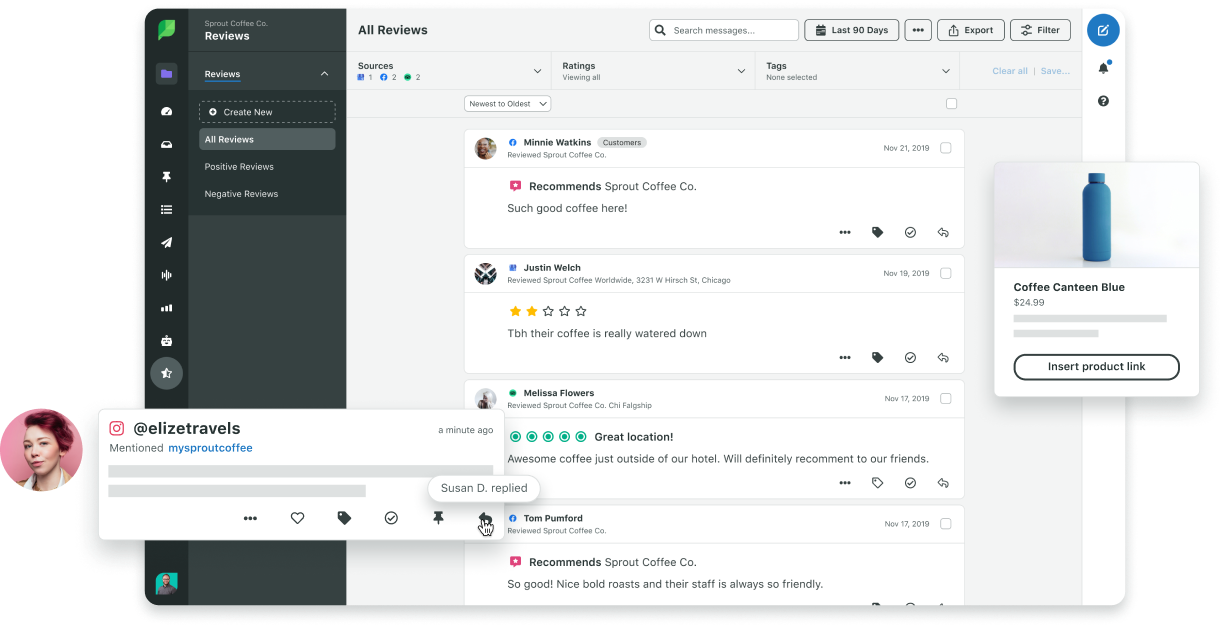 Sprout Coffee Co.
Reviews
Reviews
Create New
All Reviews
Positive Reviews
Negative Reviews
All Reviews
Search messages...
Last 90 Days
Export
Filter
Sources
1 2 2
Ratings
Viewing all
Tags
None selected
Clear all | Save...
Newest to Oldest
Minnie Watkins Customers
Nov 21, 2019
Reviewed Sprout Coffee Co.
Recommends Sprout Coffee Co.
Such good coffee here!
Justin Welch
Nov 19, 2019
Reviewed Sprout Coffee Worldwide, 3231 W Hirsch St, Chicago
Tbh their coffee is really watered down
Melissa Flowers
Nov 17, 2019
Reviewed Sprout Coffee Co. Chi Falgship
Great location!
Awesome coffee just outside of our hotel. Will definitely recomment to our friends.
Tom Pumford
Nov 17, 2019
Reviewed Sprout Coffee Co.
Recommends Sprout Coffee Co.
So good! Nice bold roasts and their staff is always so friendly.
@elizetravels
a minute ago
Mentioned mysproutcoffee
Susan D. replied
Coffee Canteen Blue
$24.99
Insert product link